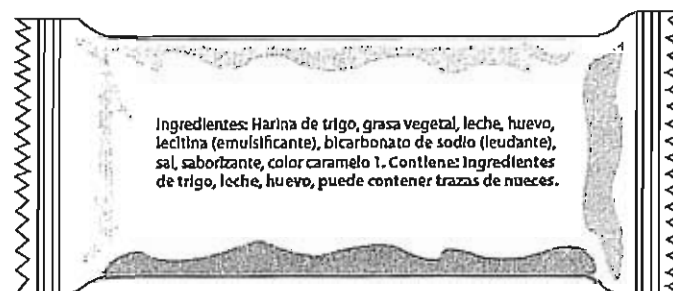 Ingredientes: Harina de trigo, grasa vegetal, leche, huevo,
lecitina (emulsificante), bicarbonato de sodio (leudante),
sal, saborizante, color caramelo 1. Contiene: Ingredientes
de trigo, leche, huevo, puede contener trazas de nueces.